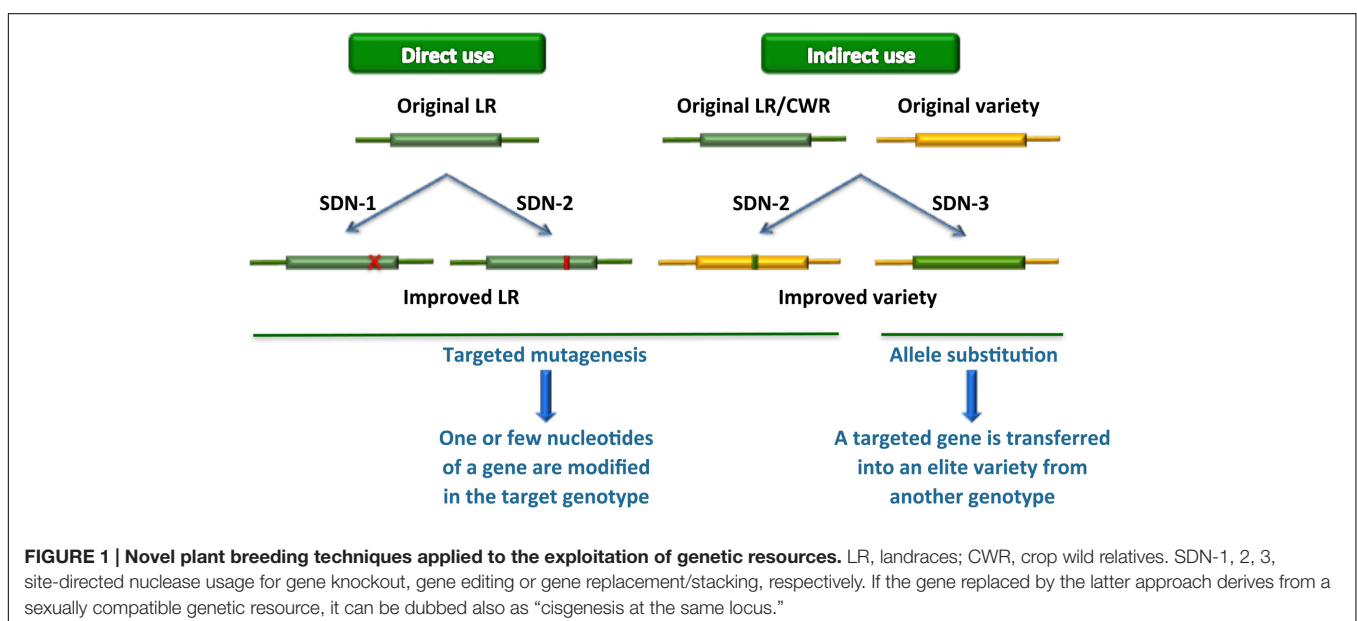 Direct use
Indirect use
Original LR
Original LR/CWR
Original variety
SDN-1
SDN-2
SDN-2
SDN-3
Improved LR
Improved variety
Targeted mutagenesis
Allele substitution
One or few nucleotides
of a gene are modified
in the target genotype
A targeted gene is transferred
into an elite variety from
another genotype
FIGURE 1 | Novel plant breeding techniques applied to the exploitation of genetic resources. LR, landraces; CWR, crop wild relatives. SDN-1, 2, 3,
site-directed nuclease usage for gene knockout, gene editing or gene replacement/stacking, respectively. If the gene replaced by the latter approach derives from a
sexually compatible genetic resource, it can be dubbed also as “cisgenesis at the same locus.”